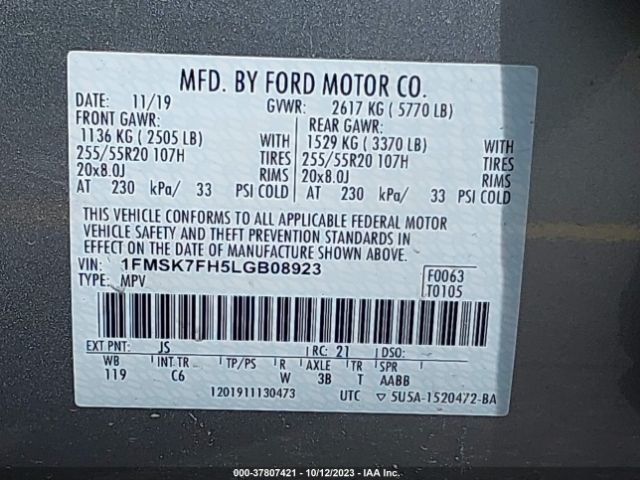 MFD. BY FORD MOTOR CO.
DATE: 11/19 GVWR: 2617 KG ( 5770 LB)
FRONT GAWR: REAR GAWR:
1136 KG ( 2505 LB) WITH 1529 KG ( 3370 LB) WITH
255/55R20 107H TIRES 255/55R20 107H TIRES
20x8.0J RIMS 20x8.0J RIMS
AT 230 kPa/ 33 PSI COLD AT 230 kPa/ 33 PSI COLD
THIS VEHICLE CONFORMS TO ALL APPLICABLE FEDERAL MOTOR
VEHICLE SAFETY AND THEFT PREVENTION STANDARDS IN
EFFECT ON THE DATE OF MANUFACTURE SHOWN ABOVE.
VIN: 1FMSK7FH5LGB08923 F0063
TYPE: MPV T0105
EXT PNT: JS RC: 21 DSO:
WB INT TR TP/PS R AXLE TR SPR
119 C6 W 3B T AABB
1201911130473 UTC ▽ 5U5A-1520472-BA
000-37807421 - 10/12/2023 - IAA Inc.